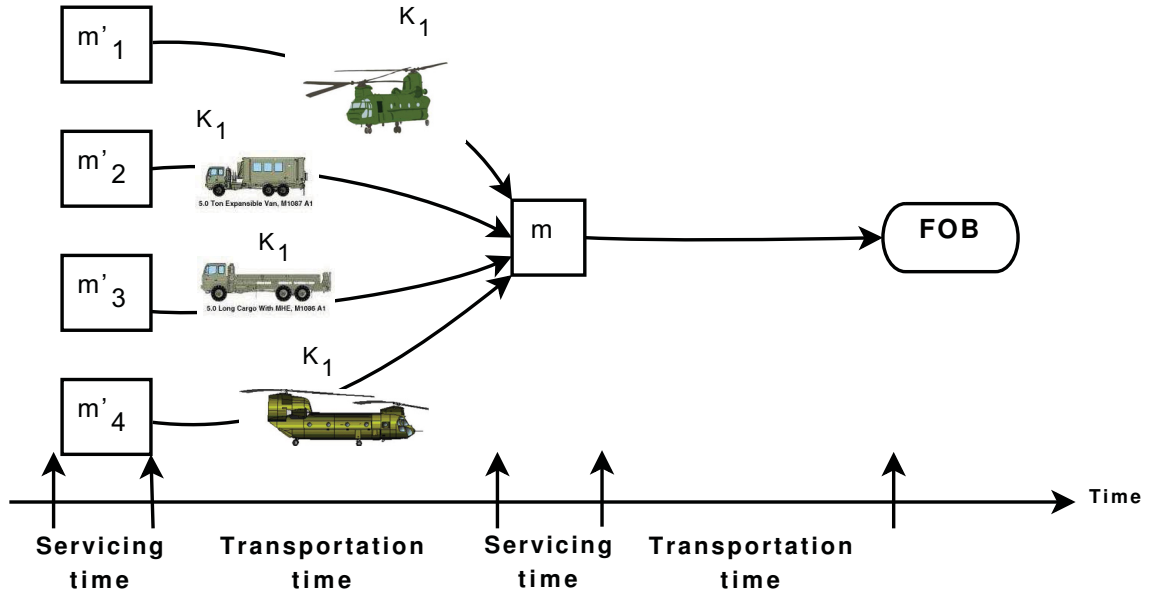 K1
m'1
K1
m'2
5.0 Ton Expansible Van, M1087 A1
m
FOB
K1
m'3
5.0 Long Cargo With MHE, M1086 A1
K1
m'4
Time
Servicing time
Transportation time
Servicing time
Transportation time